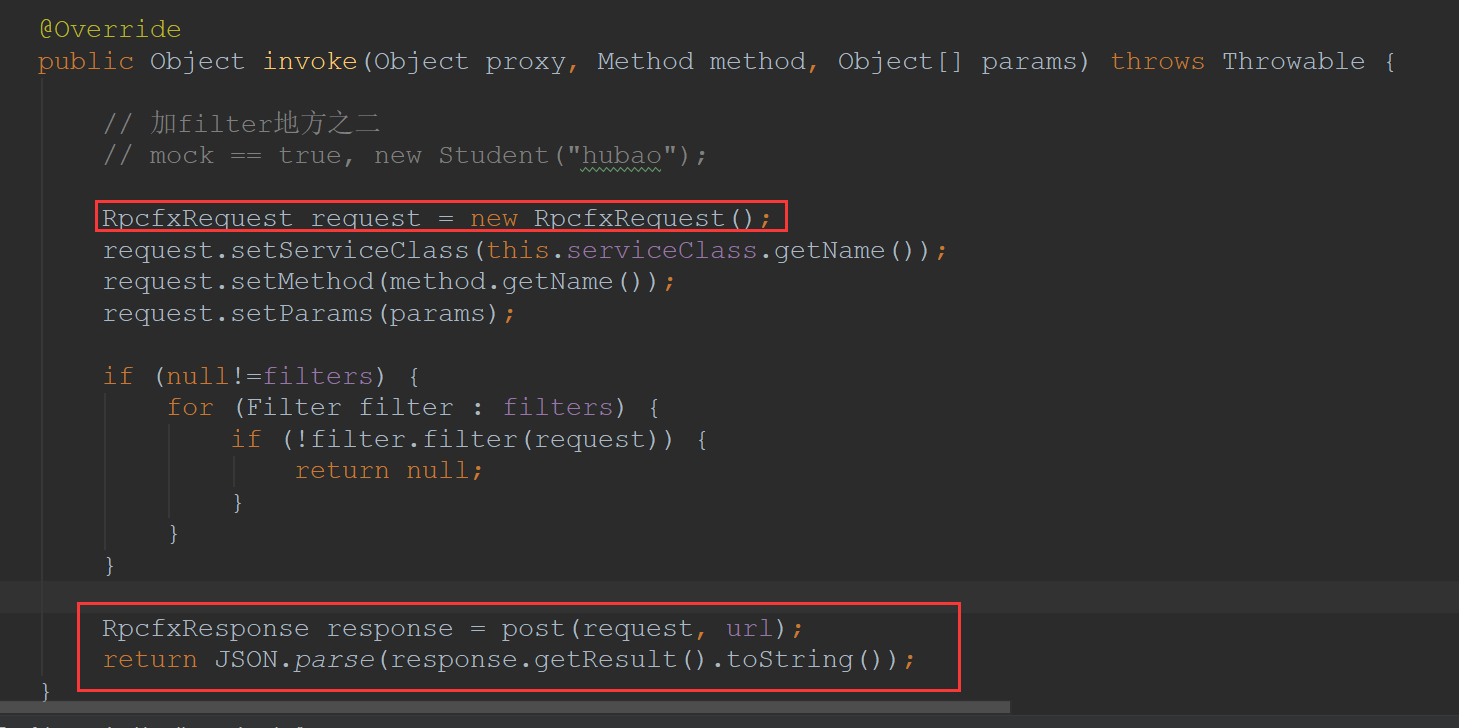 @Override
public Object invoke(Object proxy, Method method, Object[] params) throws Throwable {
// 加filter地方之二
// mock == true, new Student("hubao");
RpcfxRequest request = new RpcfxRequest();
request.setServiceClass(this.serviceClass.getName());
request.setMethod(method.getName());
request.setParams(params);
if (null!=filters) {
for (Filter filter : filters) {
if (!filter.filter(request)) {
return null;
}
}
}
RpcfxResponse response = post(request, url);
return JSON.parse(response.getResult().toString());
}